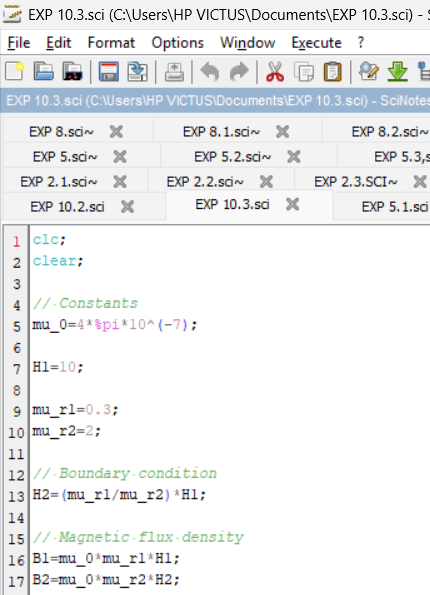 EXP 10.3.sci (C:\Users\HP VICTUS\Documents\EXP 10.3.sci) - S
File Edit Format Options Window Execute ?
EXP 10.3.sci (C:\Users\HP VICTUS\Documents\EXP 10.3.sci) - SciNotes
EXP 8.sci~ EXP 8.1.sci~ EXP 8.2.sci~
EXP 5.sci~ EXP 5.2.sci~ EXP 5.3,s
EXP 2.1.sci~ EXP 2.2.sci~ EXP 2.3.SCI~
EXP 10.2.sci EXP 10.3.sci EXP 5.1.sci
1 clc;
2 clear;
3
4 // Constants
5 mu_0=4*%pi*10^(-7);
6
7 H1=10;
8
9 mu_r1=0.3;
10 mu_r2=2;
11
12 // Boundary condition
13 H2=(mu_r1/mu_r2)*H1;
14
15 // Magnetic flux density
16 B1=mu_0*mu_r1*H1;
17 B2=mu_0*mu_r2*H2;